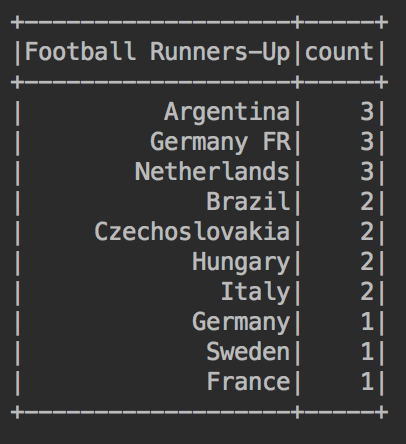 +-------------------+-----+
|Football Runners-Up|count|
+-------------------+-----+
|          Argentina|    3|
|         Germany FR|    3|
|        Netherlands|    3|
|             Brazil|    2|
|     Czechoslovakia|    2|
|            Hungary|    2|
|              Italy|    2|
|            Germany|    1|
|             Sweden|    1|
|             France|    1|
+-------------------+-----+